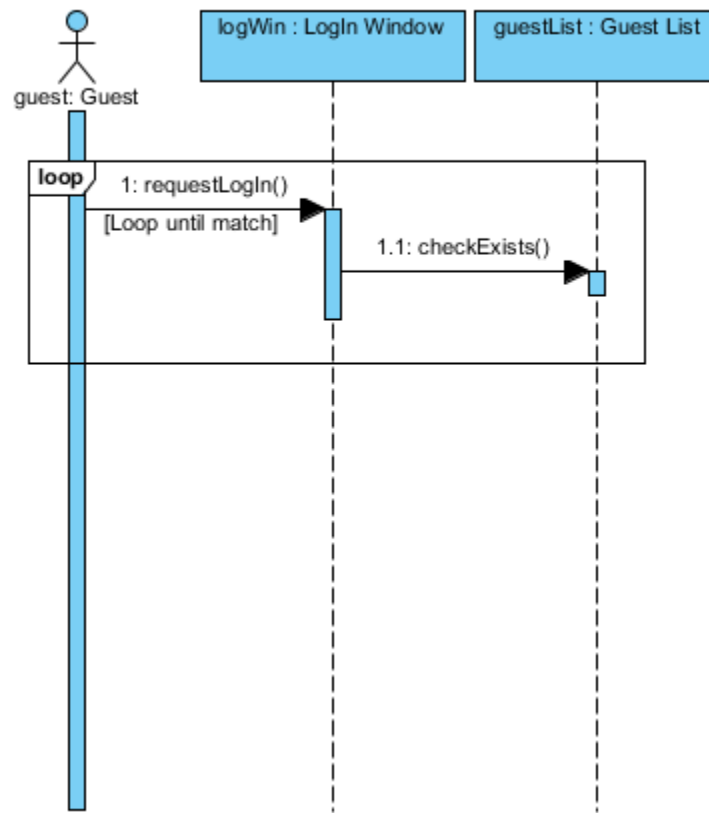 logWin : LogIn Window
guestList : Guest List
guest: Guest
loop
1: requestLogIn()
[Loop until match]
1.1: checkExists()